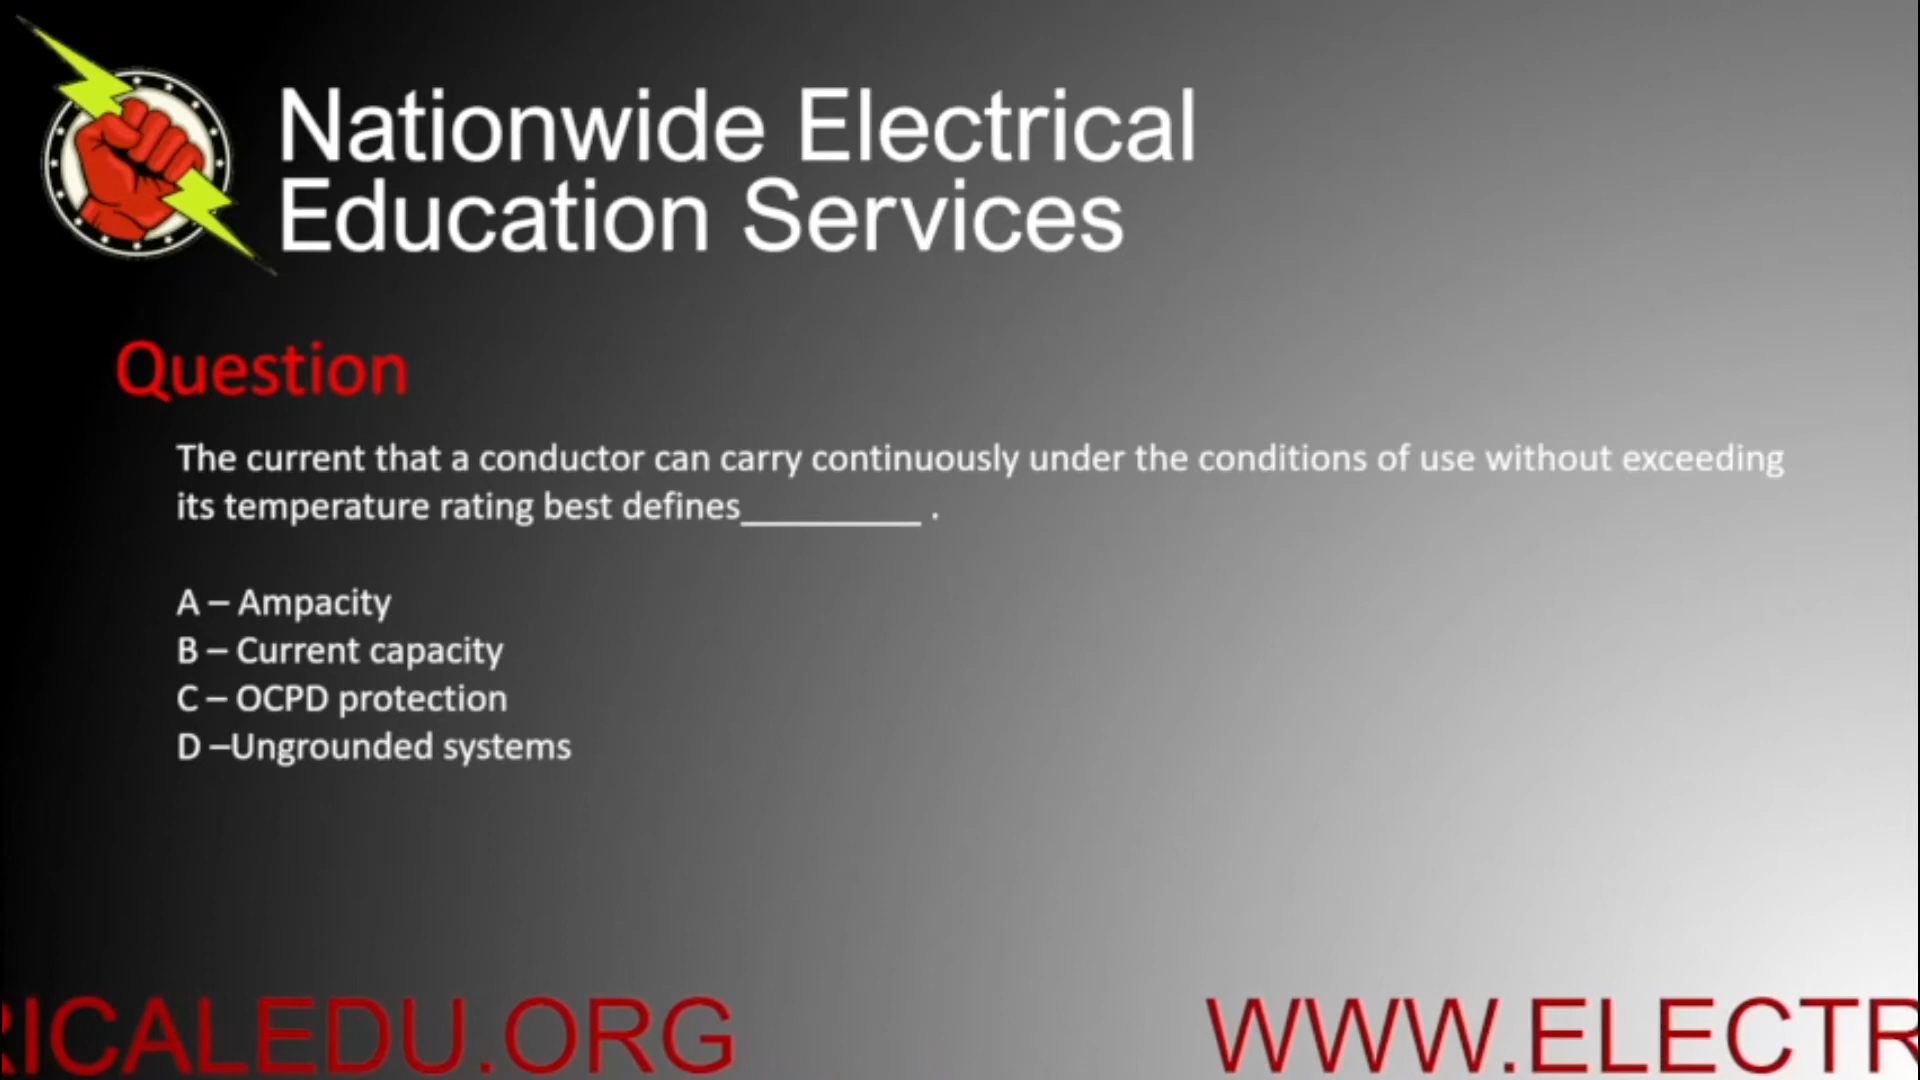 Nationwide Electrical
Education Services
Question
The current that a conductor can carry continuously under the conditions of use without exceeding
its temperature rating best defines_________ .
A – Ampacity
B – Current capacity
C – OCPD protection
D –Ungrounded systems
RICALEDU.ORG WWW.ELECTR